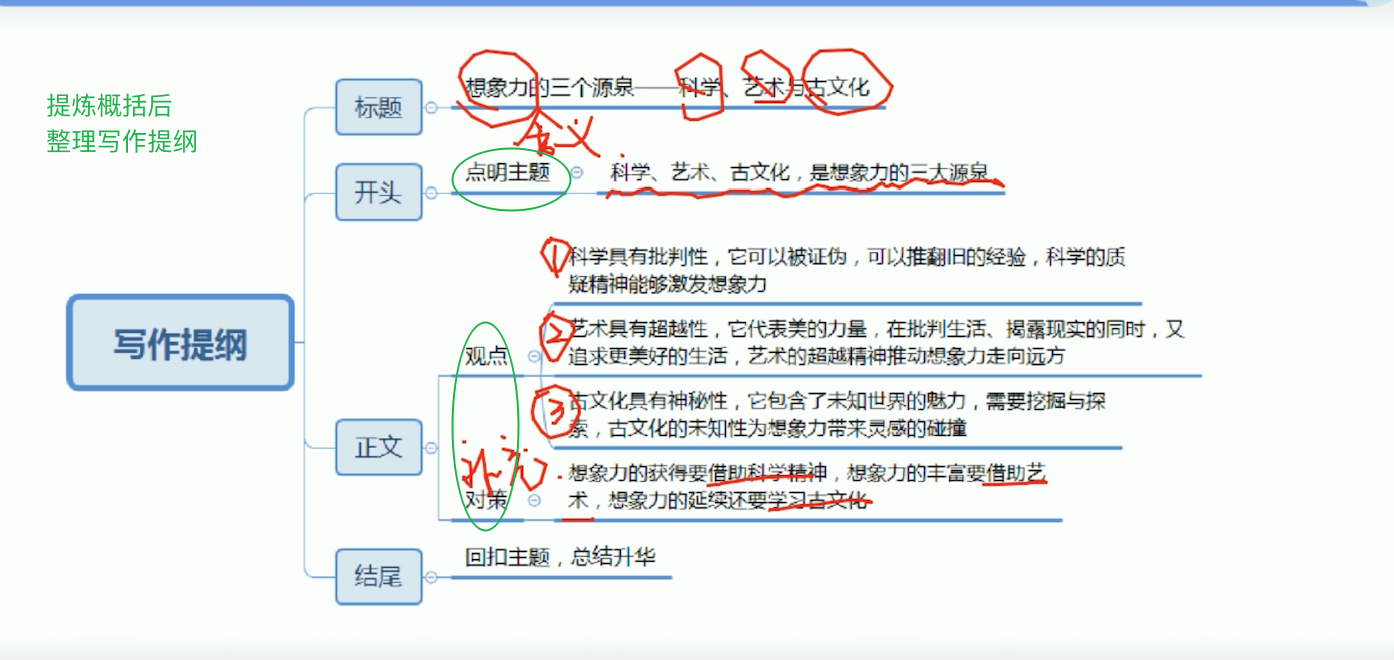 提炼概括后
整理写作提纲
写作提纲
标题
想象力的三个源泉——科学、艺术与古文化
含义
开头
点明主题
科学、艺术、古文化，是想象力的三大源泉
正文
观点
①
科学具有批判性，它可以被证伪，可以推翻旧的经验，科学的质
疑精神能够激发想象力
②
艺术具有超越性，它代表美的力量，在批判生活、揭露现实的同时，又
追求更美好的生活，艺术的超越精神推动想象力走向远方
③
古文化具有神秘性，它包含了未知世界的魅力，需要挖掘与探
索，古文化的未知性为想象力带来灵感的碰撞
补充
对策
想象力的获得要借助科学精神，想象力的丰富要借助艺
术，想象力的延续还要学习古文化
结尾
回扣主题，总结升华